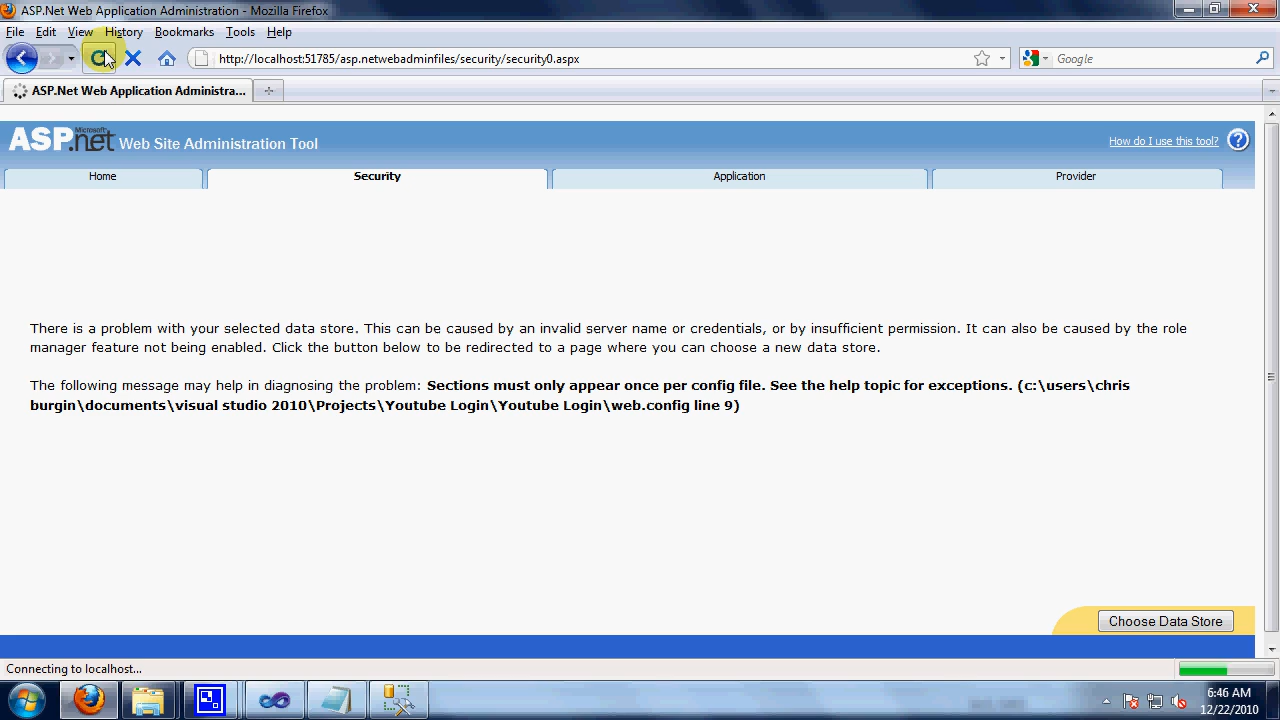 ASP.Net Web Application Administration - Mozilla Firefox
File Edit View History Bookmarks Tools Help
http://localhost:51785/asp.netwebadminfiles/security/security0.aspx
Google
ASP.Net Web Application Administra...
Microsoft
ASP.net Web Site Administration Tool
How do I use this tool? ?
Home Security Application Provider
There is a problem with your selected data store. This can be caused by an invalid server name or credentials, or by insufficient permission. It can also be caused by the role
manager feature not being enabled. Click the button below to be redirected to a page where you can choose a new data store.
The following message may help in diagnosing the problem: Sections must only appear once per config file. See the help topic for exceptions. (c:\users\chris
burgin\documents\visual studio 2010\Projects\Youtube Login\Youtube Login\web.config line 9)
Choose Data Store
Connecting to localhost...
6:46 AM
12/22/2010